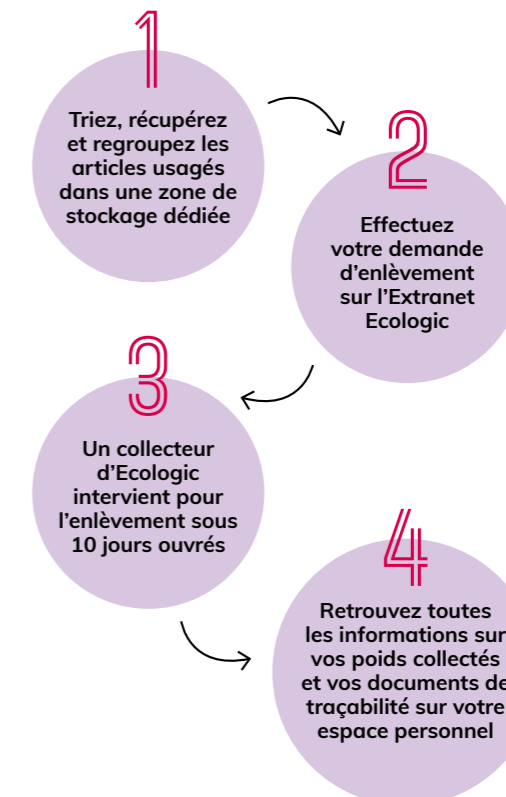 1
Triez, récupérez
et regroupez les
articles usagés
dans une zone de
stockage dédiée
2
Effectuez
votre demande
d'enlèvement
sur l'Extranet
Ecologic
3
Un collecteur
d'Ecologic
intervient pour
l'enlèvement sous
10 jours ouvrés
4
Retrouvez toutes
les informations sur
vos poids collectés
et vos documents de
traçabilité sur votre
espace personnel